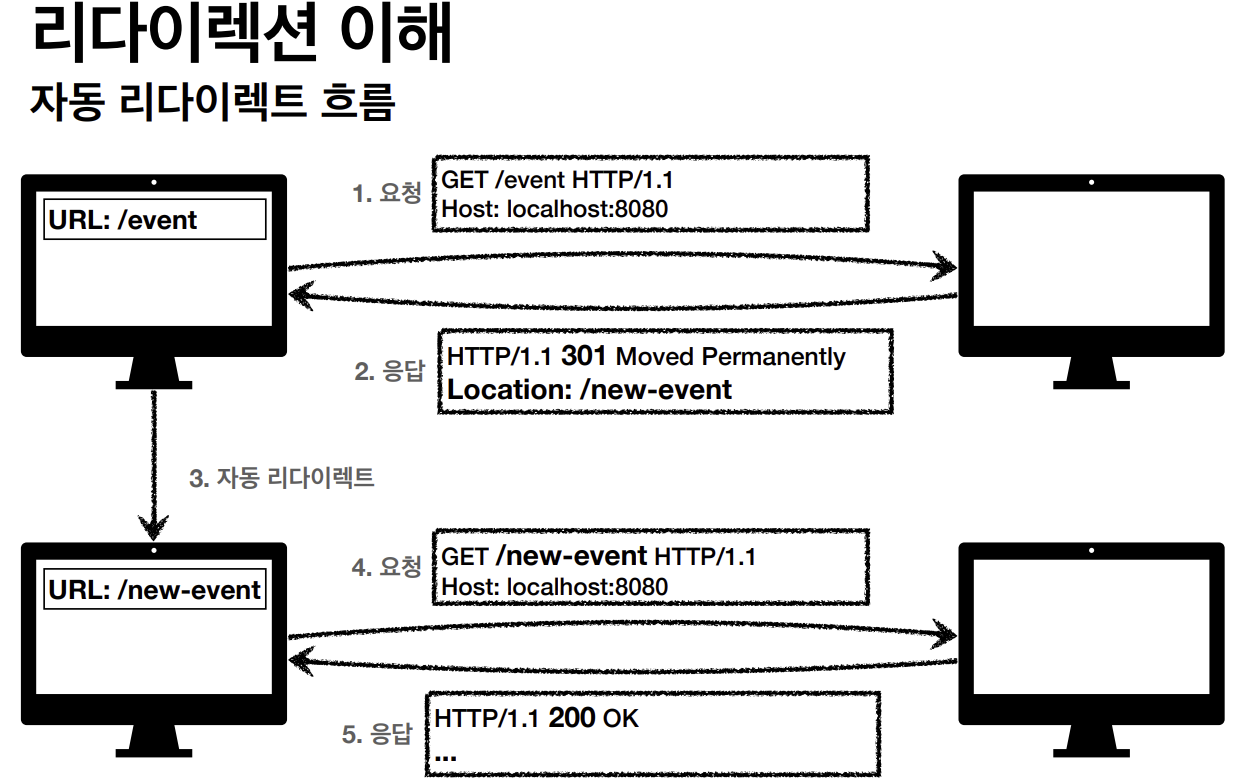 리다이렉션 이해
자동 리다이렉트 흐름
URL: /event
1. 요청
GET /event HTTP/1.1
Host: localhost:8080
2. 응답
HTTP/1.1 301 Moved Permanently
Location: /new-event
3. 자동 리다이렉트
URL: /new-event
4. 요청
GET /new-event HTTP/1.1
Host: localhost:8080
5. 응답
HTTP/1.1 200 OK
...